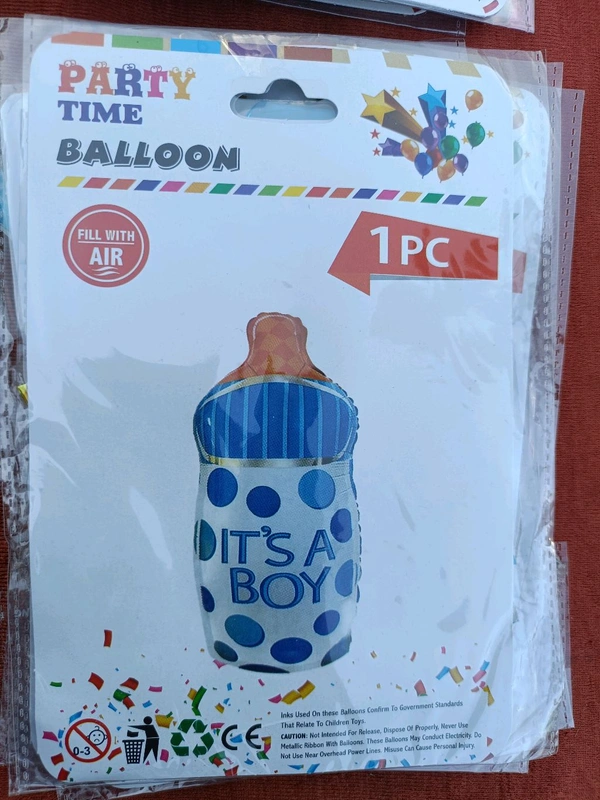 PARTY
TIME
BALLOON
FILL WITH
AIR
1 PC
IT'S A
BOY
0-3
CE
Inks Used On these Balloons Confirm To Government Standards
That Relate To Children Toys.
CAUTION: Not Intended For Release, Dispose Of Properly, Never Use
Metallic Ribbon With Balloons. These Balloons May Conduct Electricity. Do
Not Use Near Overhead Power Lines. Misuse Can Cause Personal Injury.